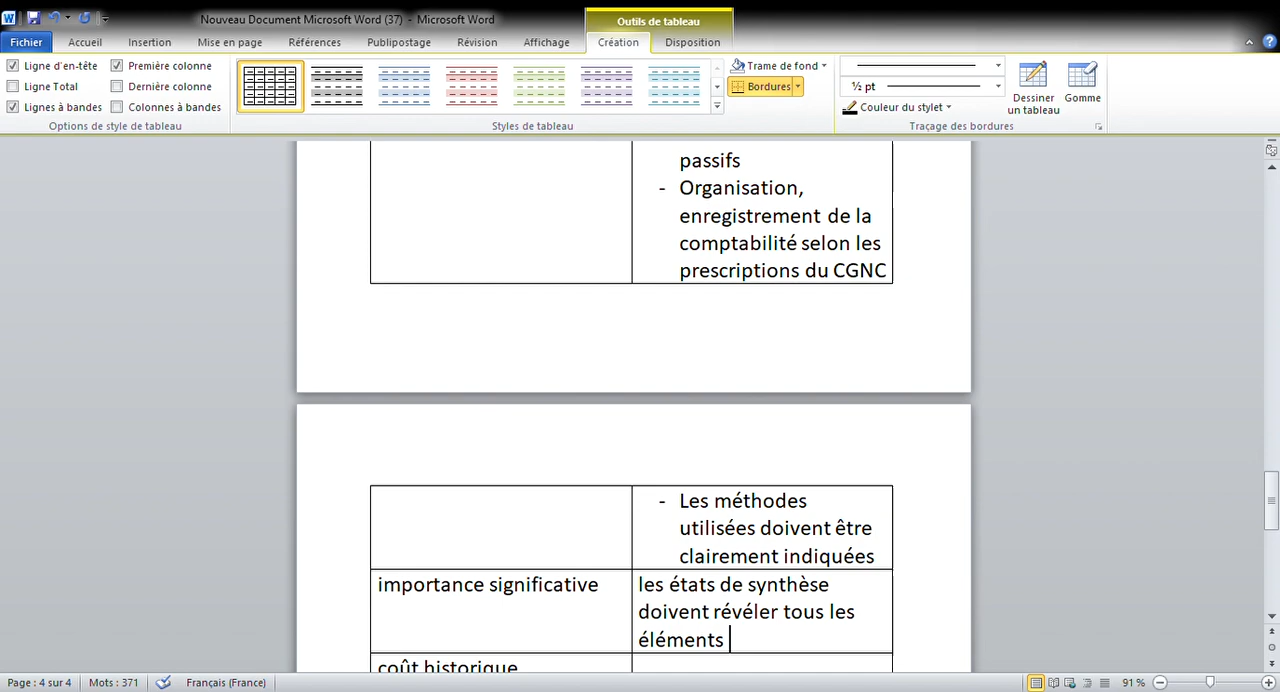 Nouveau Document Microsoft Word (37) - Microsoft Word
Outils de tableau
Fichier Accueil Insertion Mise en page Références Publipostage Révision Affichage Création Disposition
Ligne d'en-tête Première colonne
Ligne Total Dernière colonne
Lignes à bandes Colonnes à bandes
Options de style de tableau
Styles de tableau
Trame de fond
Bordures
½ pt
Couleur du stylet
Dessiner un tableau
Gomme
Traçage des bordures
passifs
- Organisation,
enregistrement de la
comptabilité selon les
prescriptions du CGNC
- Les méthodes
utilisées doivent être
clairement indiquées
importance significative
les états de synthèse
doivent révéler tous les
éléments
coût historique
Page : 4 sur 4 Mots : 371 Français (France) 91 %